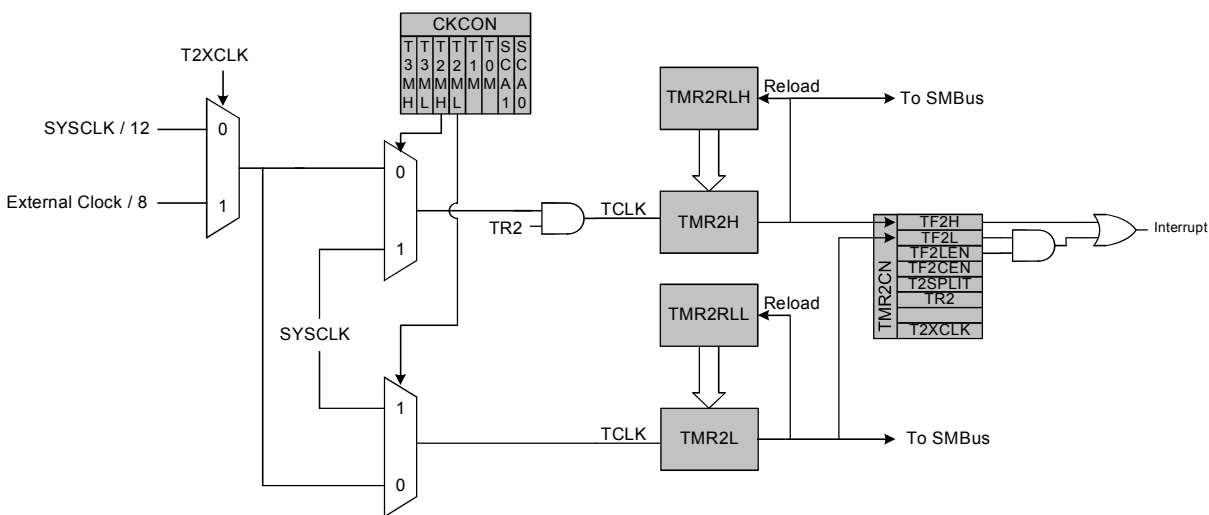 CKCON
T3MH
T3ML
T2MH
T2ML
T1M
T0M
SCA1
SCA0
T2XCLK
SYSCLK / 12
0
External Clock / 8
1
0
1
TR2
TCLK
SYSCLK
1
0
TCLK
TMR2RLH
Reload
To SMBus
TMR2H
TMR2RLL
Reload
TMR2L
To SMBus
TMR2CN
TF2H
TF2L
TF2LEN
TF2CEN
T2SPLIT
TR2
T2XCLK
Interrupt